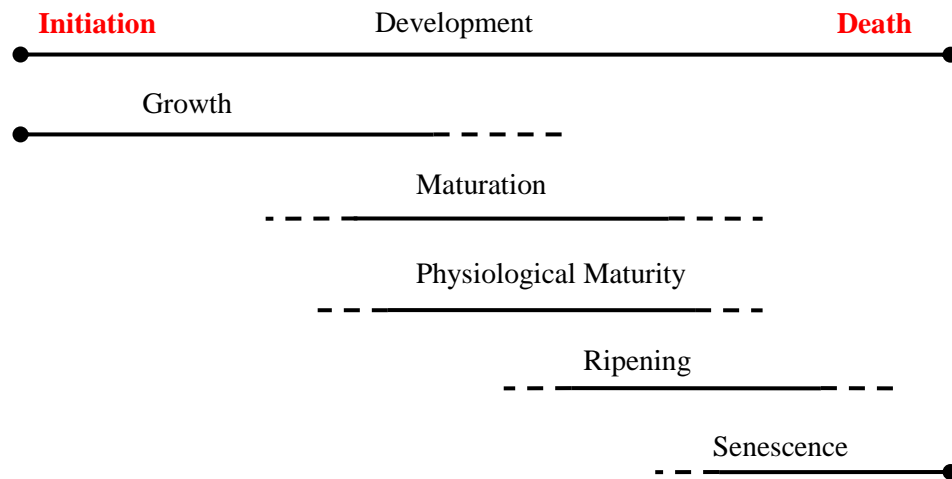 Initiation Development Death
Growth
Maturation
Physiological Maturity
Ripening
Senescence